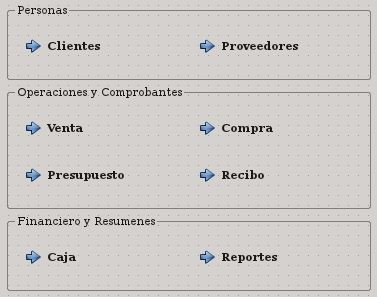 Personas
Clientes Proveedores
Operaciones y Comprobantes
Venta Compra
Presupuesto Recibo
Financiero y Resumenes
Caja Reportes